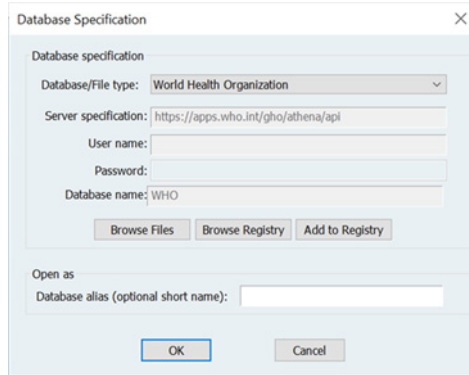 Database Specification
Database specification
Database/File type: World Health Organization
Server specification: https://apps.who.int/gho/athena/api
User name:
Password:
Database name: WHO
Browse Files Browse Registry Add to Registry
Open as
Database alias (optional short name):
OK Cancel